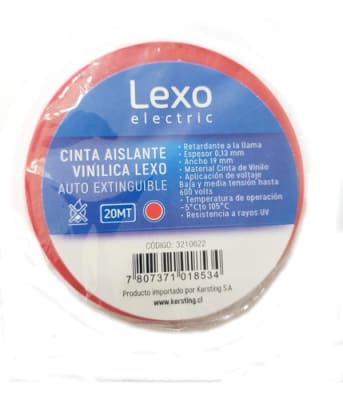 Lexo
electric
CINTA AISLANTE
VINILICA LEXO
AUTO EXTINGUIBLE
20MT
• Retardante a la llama
• Espesor 0,13 mm
• Ancho 19 mm
• Material Cinta de Vinilo
• Aplicación de voltaje
Baja y media tensión hasta
600 volts
• Temperatura de operación
-5°C to 105°C
• Resistencia a rayos UV
CÓDIGO: 3210622
7 807371 018534
Producto importado por Kersting S.A
www.kersting.cl